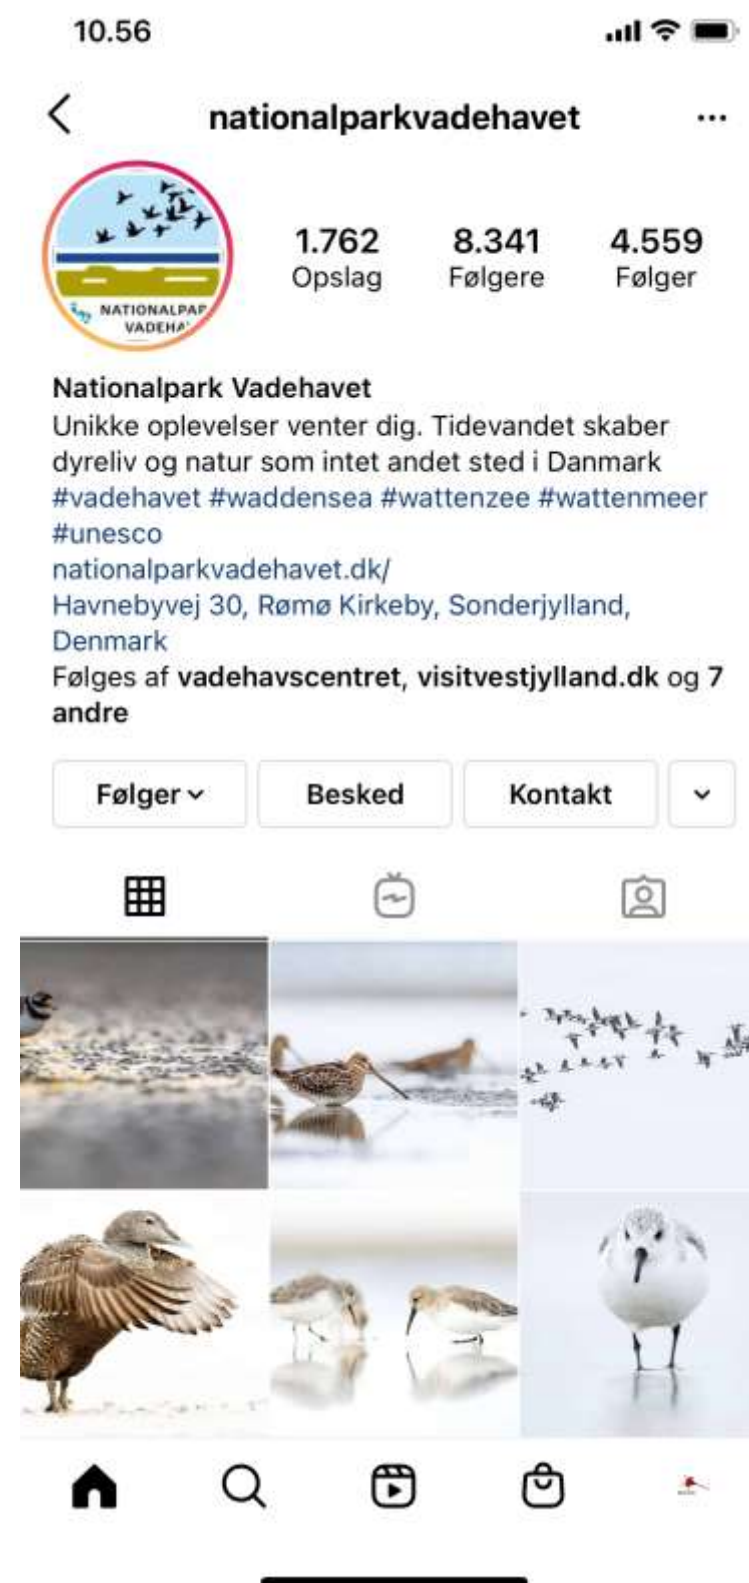 10.56
nationalparkvadehavet
1.762
8.341
4.559
Opslag
Følgere
Følger
NATIONALPAR
VADEHA
Nationalpark Vadehavet
Unikke oplevelser venter dig. Tidevandet skaber
dyreliv og natur som intet andet sted i Danmark
#vadehavet #waddensea #wattenzee #wattenmeer
#unesco
nationalparkvadehavet.dk/
Havnebyvej 30, Rømø Kirkeby, Sonderjylland,
Denmark
Følges af vadehavscentret, visitvestjylland.dk og 7
andre
Følger
Besked
Kontakt